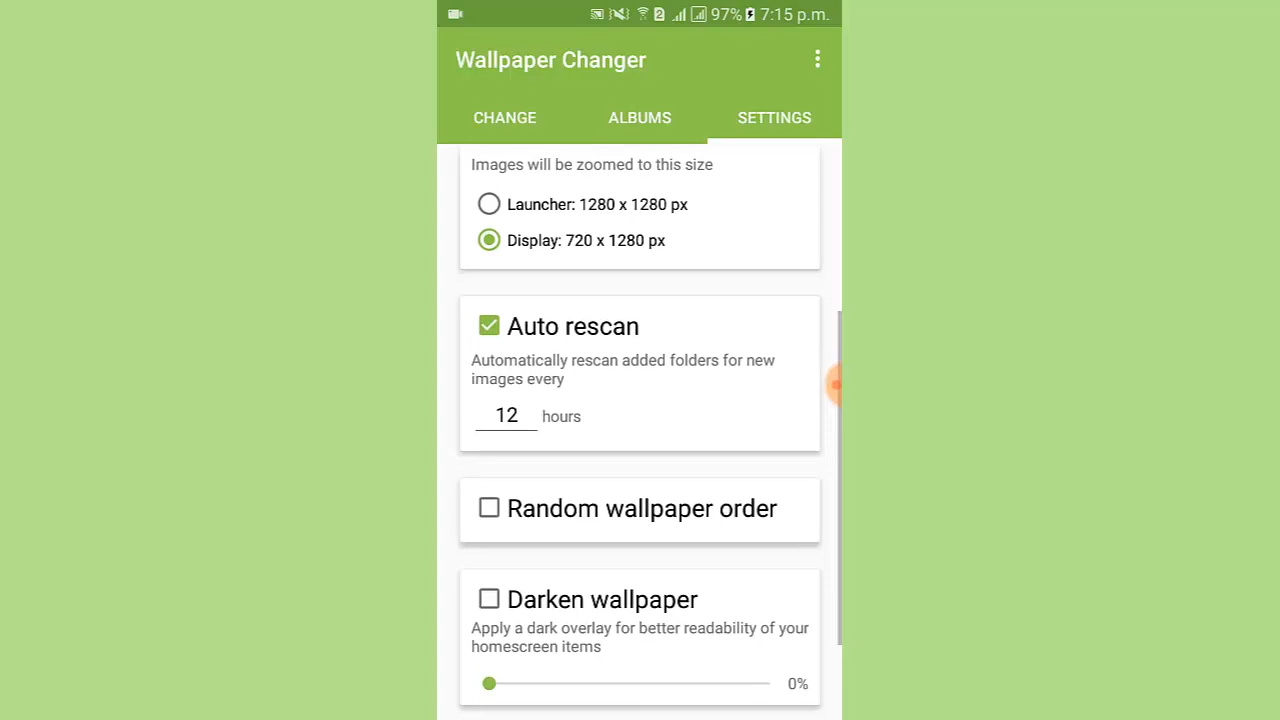 97% 7:15 p.m.
Wallpaper Changer
CHANGE ALBUMS SETTINGS
Images will be zoomed to this size
Launcher: 1280 x 1280 px
Display: 720 x 1280 px
Auto rescan
Automatically rescan added folders for new
images every
12 hours
Random wallpaper order
Darken wallpaper
Apply a dark overlay for better readability of your
homescreen items
0%